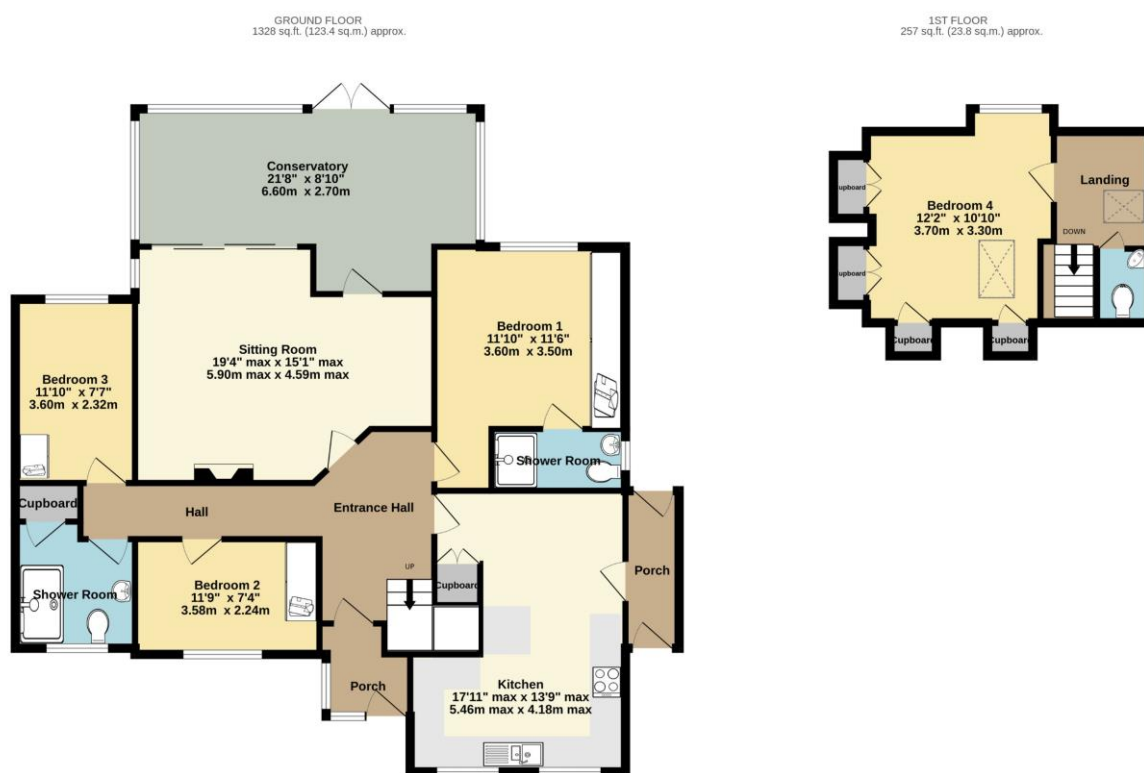 GROUND FLOOR
1328 sq.ft. (123.4 sq.m.) approx.
1ST FLOOR
257 sq.ft. (23.8 sq.m.) approx.
Conservatory
21'8" x 8'10"
6.60m x 2.70m
Sitting Room
19'4" max x 15'1" max
5.90m max x 4.59m max
Bedroom 1
11'10" x 11'6"
3.60m x 3.50m
Bedroom 3
11'10" x 7'7"
3.60m x 2.32m
Shower Room
Cupboard
Hall
Entrance Hall
UP
Cupboard
Porch
Bedroom 2
11'9" x 7'4"
3.58m x 2.24m
Shower Room
Porch
Kitchen
17'11" max x 13'9" max
5.46m max x 4.18m max
upboard
Landing
Bedroom 4
12'2" x 10'10"
3.70m x 3.30m
DOWN
upboard
Cupboard
Cupboard